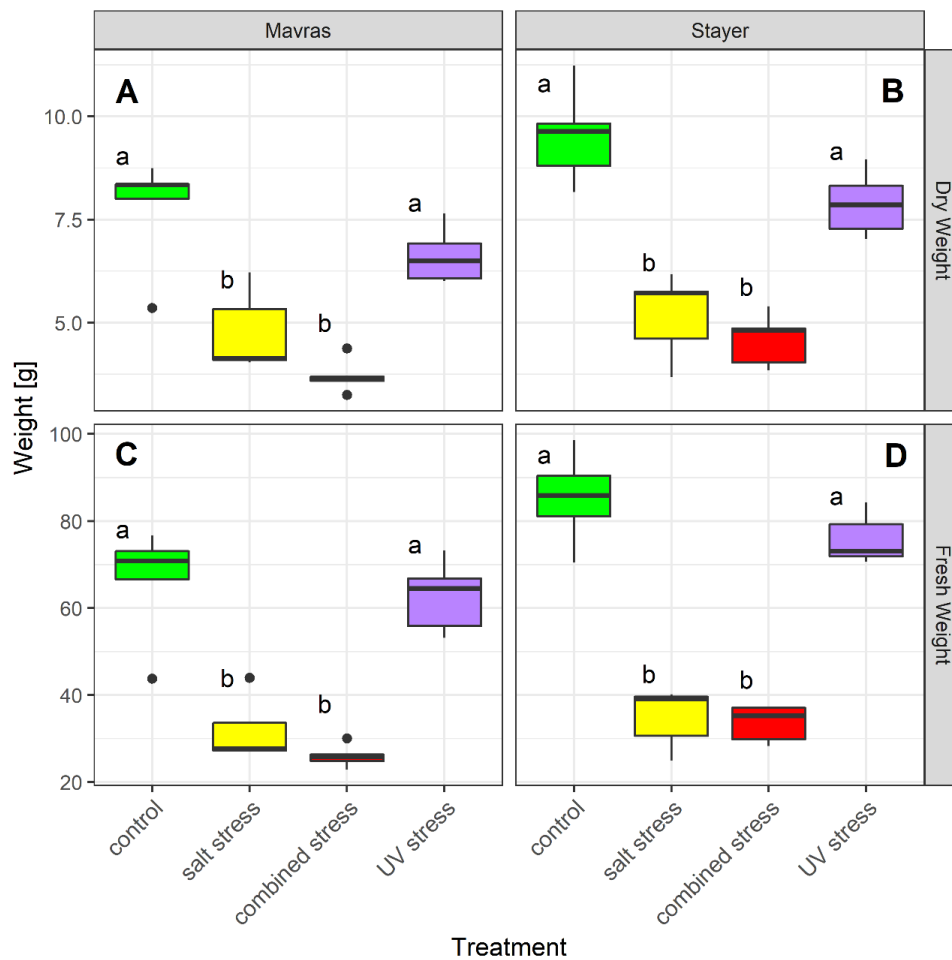 Mavras
Stayer
A
a
b
b
a
B
a
b
b
a
10.0
7.5
5.0
Dry Weight
Weight [g]
C
a
b
b
a
D
a
b
b
a
100
80
60
40
20
Fresh Weight
control
salt stress
combined stress
UV stress
control
salt stress
combined stress
UV stress
Treatment